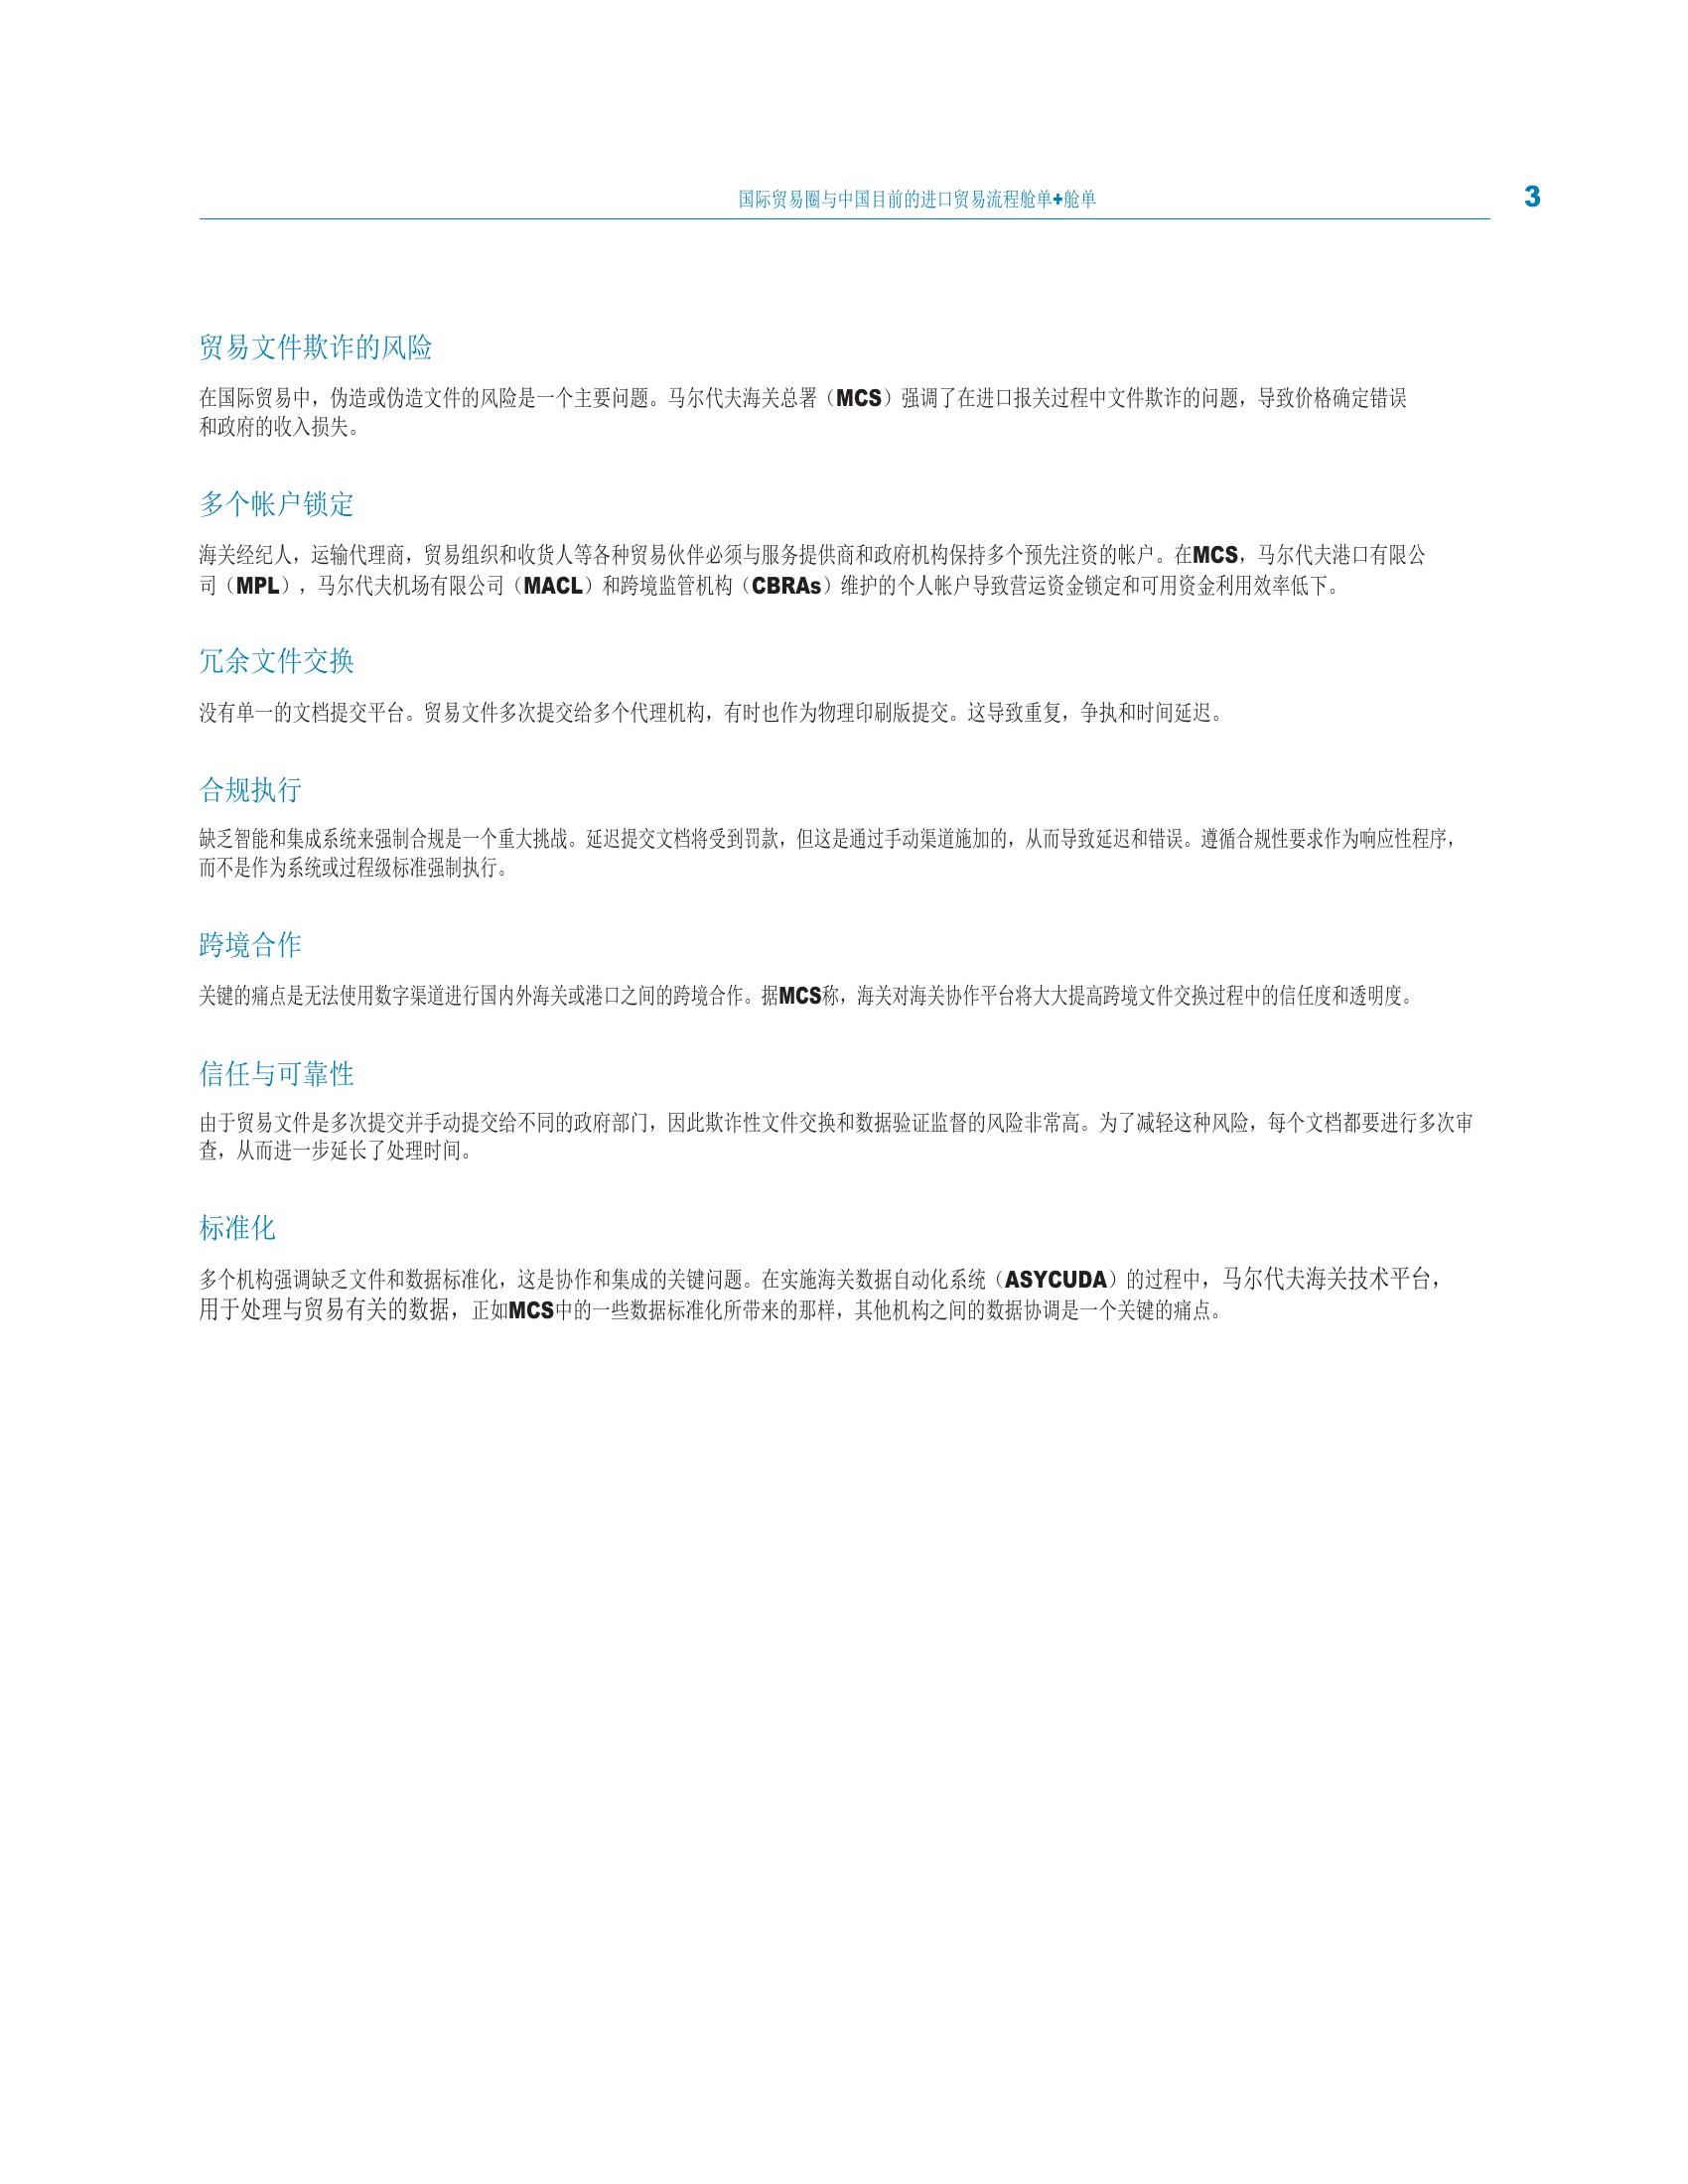 国际贸易圈与中国目前的进口贸易流程舱单+舱单
3
贸易文件欺诈的风险
在国际贸易中，伪造或伪造文件的风险是一个主要问题。马尔代夫海关总署（MCS）强调了在进口报关过程中文件欺诈的问题，导致价格确定错误
和政府的收入损失。
多个帐户锁定
海关经纪人，运输代理商，贸易组织和收货人等各种贸易伙伴必须与服务提供商和政府机构保持多个预先注资的帐户。在MCS，马尔代夫港口有限公
司（MPL），马尔代夫机场有限公司（MACL）和跨境监管机构（CBRAs）维护的个人帐户导致营运资金锁定和可用资金利用效率低下。
冗余文件交换
没有单一的文档提交平台。贸易文件多次提交给多个代理机构，有时也作为物理印刷版提交。这导致重复，争执和时间延迟。
合规执行
缺乏智能和集成系统来强制合规是一个重大挑战。延迟提交文档将受到罚款，但这是通过手动渠道施加的，从而导致延迟和错误。遵循合规性要求作为响应性程序，
而不是作为系统或过程级标准强制执行。
跨境合作
关键的痛点是无法使用数字渠道进行国内外海关或港口之间的跨境合作。据MCS称，海关对海关协作平台将大大提高跨境文件交换过程中的信任度和透明度。
信任与可靠性
由于贸易文件是多次提交并手动提交给不同的政府部门，因此欺诈性文件交换和数据验证监督的风险非常高。为了减轻这种风险，每个文档都要进行多次审
查，从而进一步延长了处理时间。
标准化
多个机构强调缺乏文件和数据标准化，这是协作和集成的关键问题。在实施海关数据自动化系统（ASYCUDA）的过程中，马尔代夫海关技术平台，
用于处理与贸易有关的数据，正如MCS中的一些数据标准化所带来的那样，其他机构之间的数据协调是一个关键的痛点。